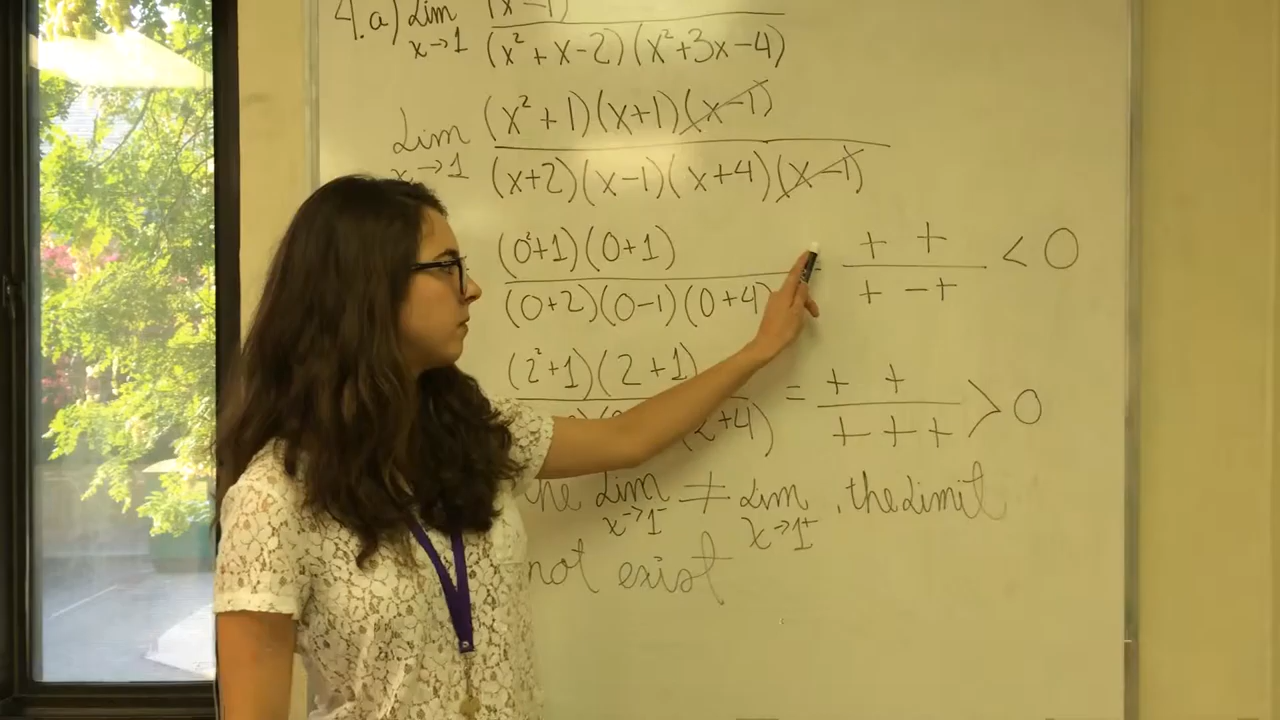 4.a) Lim (x-1)
x→1 (x²+x-2)(x²+3x-4)
Lim (x²+1)(x+1)(x-1)
x→1 (x+2)(x-1)(x+4)(x-1)
(0²+1)(0+1) = + + < 0
(0+2)(0-1)(0+4) + -+
(2²+1)(2+1) = + + > 0
2+4) + + +
the Lim ≠ Lim , the Limit
x→1⁻ x→1⁺
not exist